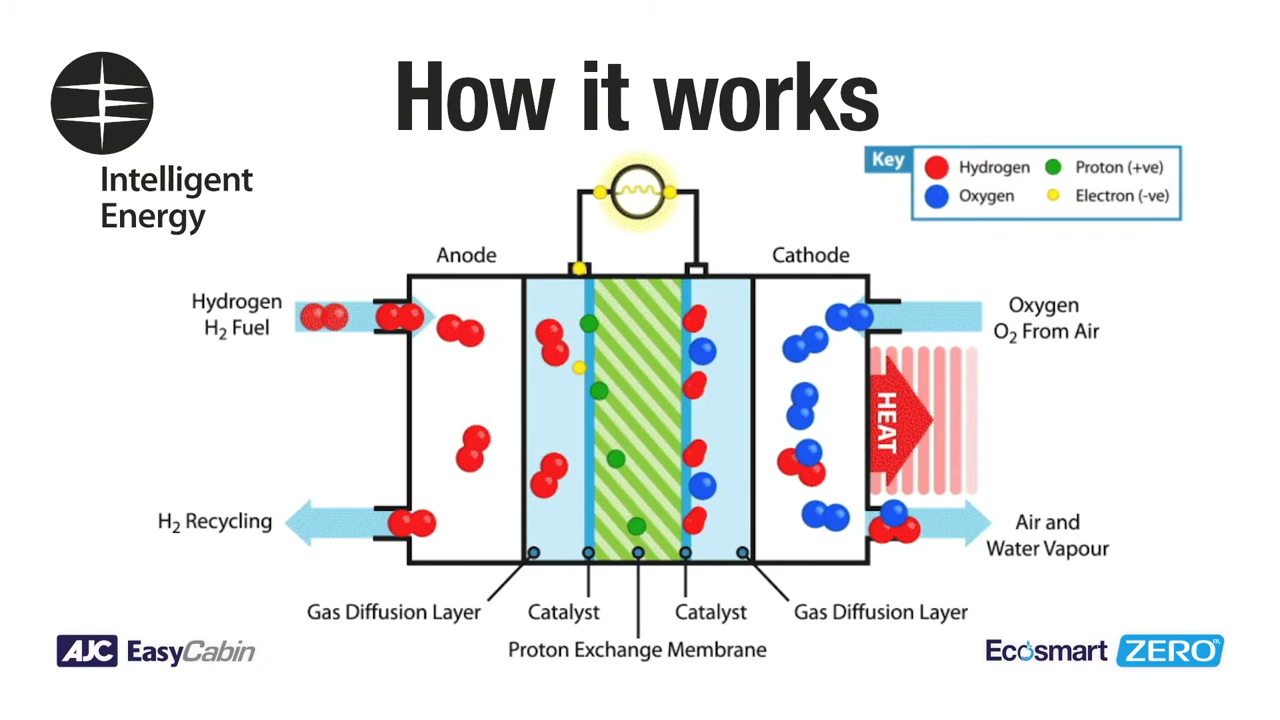 How it works
Intelligent
Energy
Key
Hydrogen
Proton (+ve)
Oxygen
Electron (-ve)
Anode
Cathode
Hydrogen
H₂ Fuel
Oxygen
O₂ From Air
HEAT
H₂ Recycling
Air and
Water Vapour
Gas Diffusion Layer
Catalyst
Catalyst
Gas Diffusion Layer
Proton Exchange Membrane
AJC EasyCabin
Ecosmart ZERO